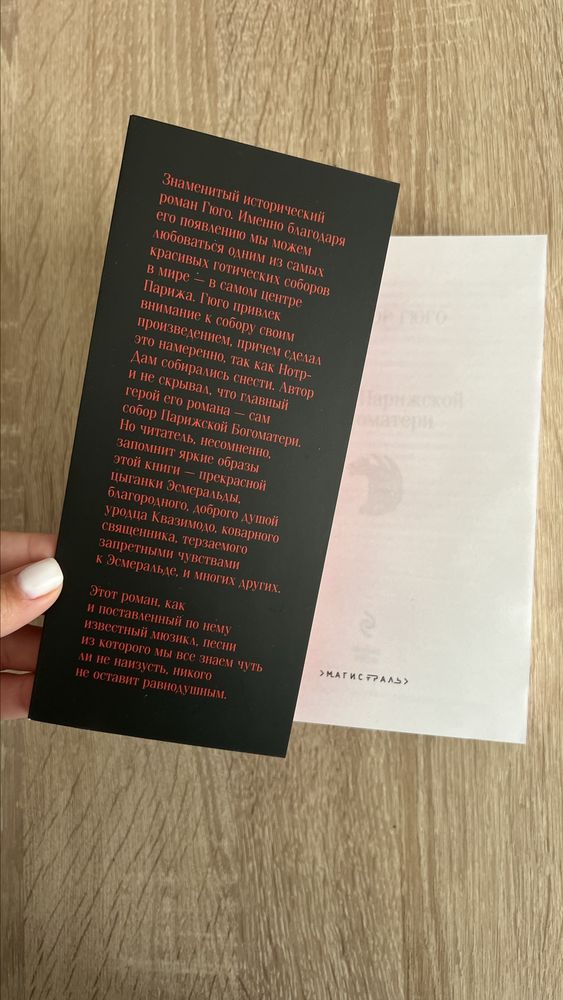 Знаменитый исторический
роман Гюго. Именно благодаря
его появлению мы можем
любоваться одним из самых
красивых готических соборов
в мире — в самом центре
Парижа. Гюго привлек
внимание к собору своим
произведением, причем сделал
это намеренно, так как Нотр-
Дам собирались снести. Автор
и не скрывал, что главный
герой его романа — сам
собор Парижской Богоматери.
Но читатель, несомненно,
запомнит яркие образы
этой книги — прекрасной
цыганки Эсмеральды,
благородного, доброго душой
уродца Квазимодо, коварного
священника, терзаемого
запретными чувствами
к Эсмеральде, и многих других.
Этот роман, как
и поставленный по нему
известный мюзикл, песни
из которого мы все знаем чуть
ли не наизусть, никого
не оставит равнодушным.
Гюго
Парижской
>МАГИСТРАЛЬ>